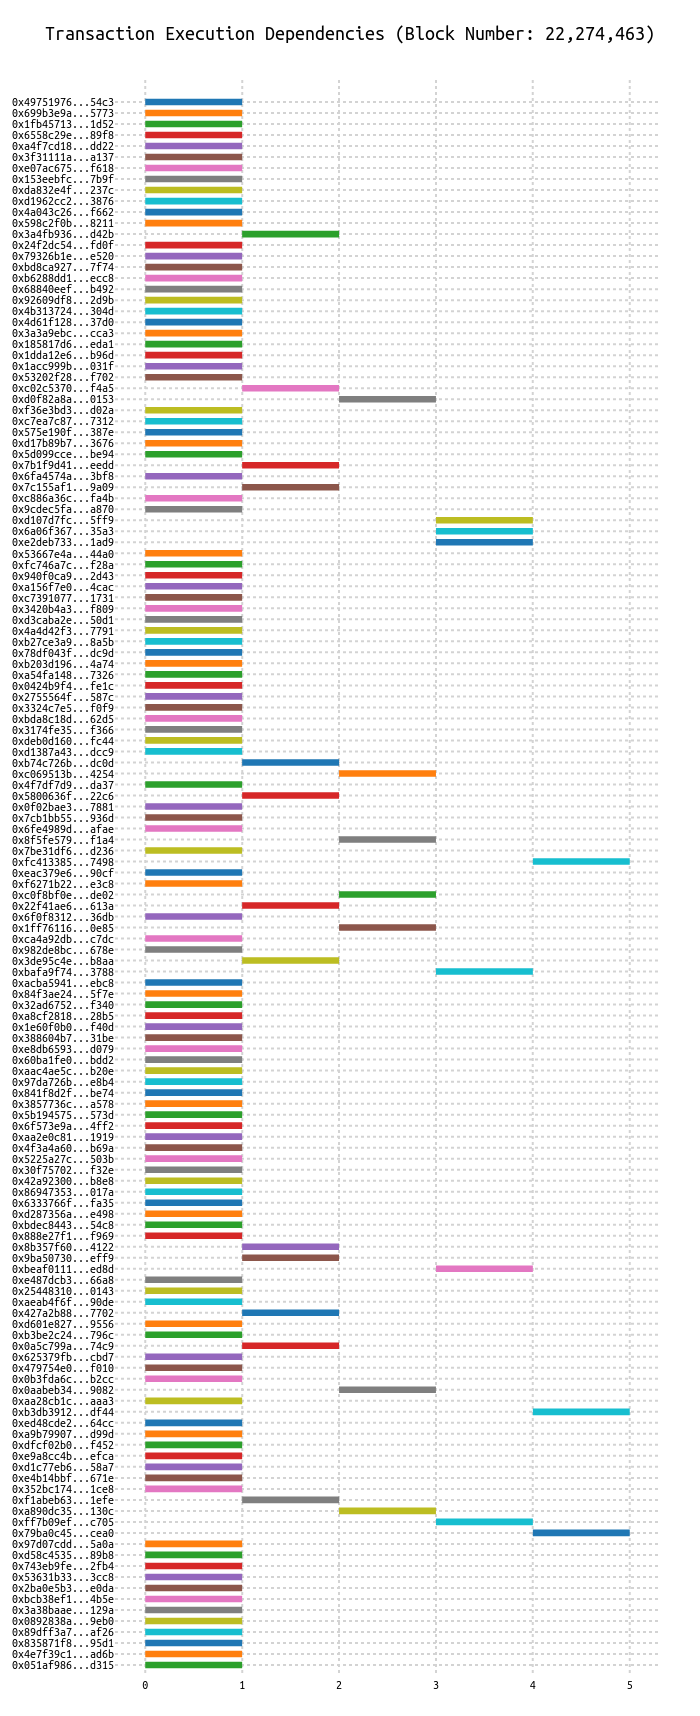 Transaction Execution Dependencies (Block Number: 22,274,463)
0x49751976...54c3
0x699b3e9a...5773
0x1fb45713...1d52
0x6558c29e...89f8
0xa4f7cd18...dd22
0x3f31111a...a137
0xe07ac675...f618
0x153eebfc...7b9f
0xda832e4f...237c
0xd1962cc2...3876
0x4a043c26...f662
0x598c2f0b...8211
0x3a4fb936...d42b
0x24f2dc54...fd0f
0x79326b1e...e520
0xbd8ca927...7f74
0xb6288dd1...ecc8
0x68840eef...b492
0x92609df8...2d9b
0x4b313724...304d
0x4d61f128...37d0
0x3a3a9ebc...cca3
0x185817d6...eda1
0x1dda12e6...b96d
0x1acc999b...031f
0x53202f28...f702
0xc02c5370...f4a5
0xd0f82a8a...0153
0xf36e3bd3...d02a
0xc7ea7c87...7312
0x575e190f...387e
0xd17b89b7...3676
0x5d099cce...be94
0x7b1f9d41...eedd
0x6fa4574a...3bf8
0x7c155af1...9a09
0xc886a36c...fa4b
0x9cdec5fa...a870
0xd107d7fc...5ff9
0x6a06f367...35a3
0xe2deb733...1ad9
0x53667e4a...44a0
0xfc746a7c...f28a
0x940f0ca9...2d43
0xa156f7e0...4cac
0xc7391077...1731
0x3420b4a3...f809
0xd3caba2e...50d1
0x4a4d42f3...7791
0xb27ce3a9...8a5b
0x78df043f...dc9d
0xb203d196...4a74
0xa54fa148...7326
0x0424b9f4...fe1c
0x2755564f...587c
0x3324c7e5...f0f9
0xbda8c18d...62d5
0x3174fe35...f366
0xdeb0d160...fc44
0xd1387a43...dcc9
0xb74c726b...dc0d
0xc069513b...4254
0x4f7df7d9...da37
0x5800636f...22c6
0x0f02bae3...7881
0x7cb1bb55...936d
0x6fe4989d...afae
0x8f5fe579...f1a4
0x7be31df6...d236
0xfc413385...7498
0xeac379e6...90cf
0xf6271b22...e3c8
0xc0f8bf0e...de02
0x22f41ae6...613a
0x6f0f8312...36db
0x1ff76116...0e85
0xca4a92db...c7dc
0x982de8bc...678e
0x3de95c4e...b8aa
0xbafa9f74...3788
0xacba5941...ebc8
0x84f3ae24...5f7e
0x32ad6752...f340
0xa8cf2818...28b5
0x1e60f0b0...f40d
0x388604b7...31be
0xe8db6593...d079
0x60ba1fe0...bdd2
0xaac4ae5c...b20e
0x97da726b...e8b4
0x841f8d2f...be74
0x3857736c...a578
0x5b194575...573d
0x6f573e9a...4ff2
0xaa2e0c81...1919
0x4f3a4a60...b69a
0x5225a27c...503b
0x30f75702...f32e
0x42a92300...b8e8
0x86947353...017a
0x6333766f...fa35
0xd287356a...e498
0xbdec8443...54c8
0x888e27f1...f969
0x8b357f60...4122
0x9ba50730...eff9
0xbeaf0111...ed8d
0xe487dcb3...66a8
0x25448310...0143
0xaeab4f6f...90de
0x427a2b88...7702
0xd601e827...9556
0xb3be2c24...796c
0x0a5c799a...74c9
0x625379fb...cbd7
0x479754e0...f010
0x0b3fda6c...b2cc
0x0aabeb34...9082
0xaa28cb1c...aaa3
0xb3db3912...df44
0xed48cde2...64cc
0xa9b79907...d99d
0xdfcf02b0...f452
0xe9a8cc4b...efca
0xd1c77eb6...58a7
0xe4b14bbf...671e
0x352bc174...1ce8
0xf1abeb63...1efe
0xa890dc35...130c
0xff7b09ef...c705
0x79ba0c45...cea0
0x97d07cdd...5a0a
0xd58c4535...89b8
0x743eb9fe...2fb4
0x53631b33...3cc8
0x2ba0e5b3...e0da
0xbcb38ef1...4b5e
0x3a38baae...129a
0x0892838a...9eb0
0x89dff3a7...af26
0x835871f8...95d1
0x4e7f39c1...ad6b
0x051af986...d315
0 1 2 3 4 5